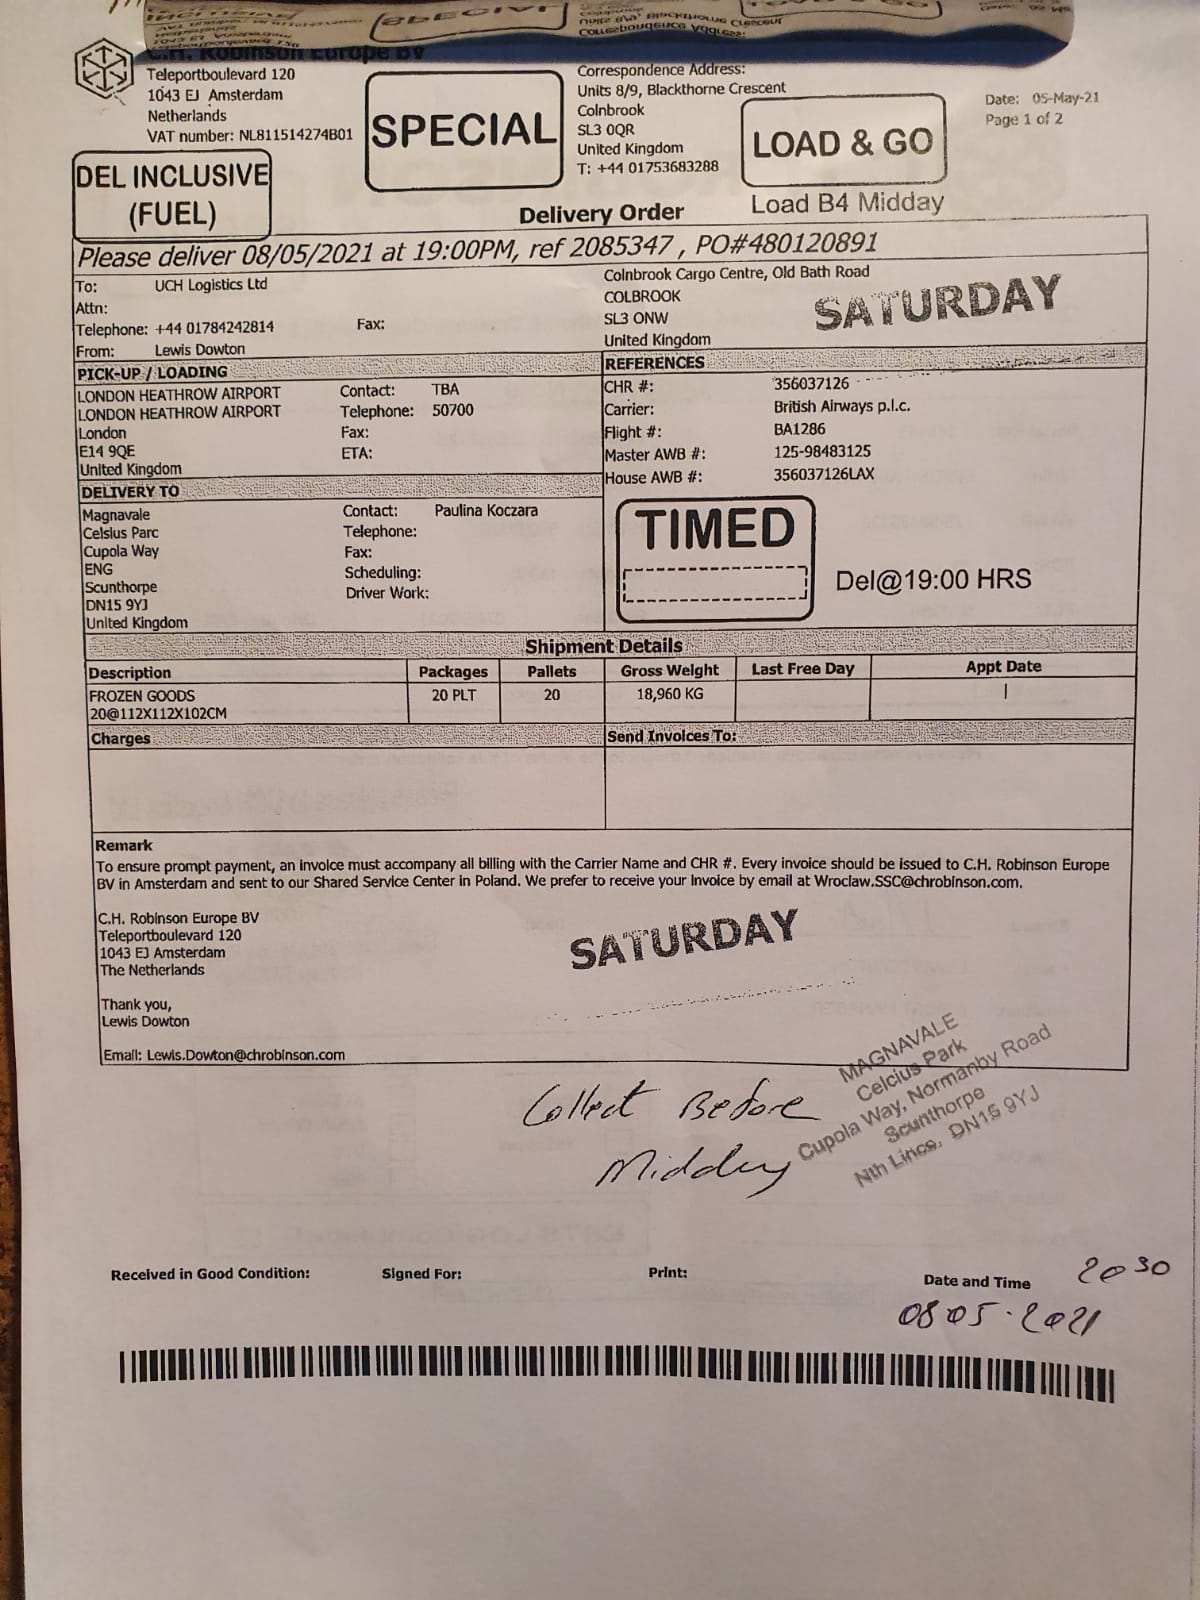 C.H. Robinson Europe BV
Teleportboulevard 120
1043 EJ Amsterdam
Netherlands
VAT number: NL811514274B01
DEL INCLUSIVE
(FUEL)
SPECIAL
Correspondence Address:
Units 8/9, Blackthorne Crescent
Colnbrook
SL3 0QR
United Kingdom
T: +44 01753683288
LOAD & GO
Load B4 Midday
Date: 05-May-21
Page 1 of 2
Delivery Order
Please deliver 08/05/2021 at 19:00PM, ref 2085347 , PO#480120891
To: UCH Logistics Ltd
Attn:
Telephone: +44 01784242814 Fax:
From: Lewis Dowton
Colnbrook Cargo Centre, Old Bath Road
COLBROOK
SL3 ONW
United Kingdom
SATURDAY
PICK-UP / LOADING
LONDON HEATHROW AIRPORT
LONDON HEATHROW AIRPORT
London
E14 9QE
United Kingdom
Contact: TBA
Telephone: 50700
Fax:
ETA:
REFERENCES
CHR #: 356037126
Carrier: British Airways p.l.c.
Flight #: BA1286
Master AWB #: 125-98483125
House AWB #: 356037126LAX
DELIVERY TO
Magnavale
Celsius Parc
Cupola Way
ENG
Scunthorpe
DN15 9YJ
United Kingdom
Contact: Paulina Koczara
Telephone:
Fax:
Scheduling:
Driver Work:
TIMED
Del@19:00 HRS
Shipment Details
Description Packages Pallets Gross Weight Last Free Day Appt Date
FROZEN GOODS 20 PLT 20 18,960 KG
20@112X112X102CM
Charges Send Invoices To:
Remark
To ensure prompt payment, an invoice must accompany all billing with the Carrier Name and CHR #. Every invoice should be issued to C.H. Robinson Europe
BV in Amsterdam and sent to our Shared Service Center in Poland. We prefer to receive your Invoice by email at Wroclaw.SSC@chrobinson.com.
C.H. Robinson Europe BV
Teleportboulevard 120
1043 EJ Amsterdam
The Netherlands
SATURDAY
Thank you,
Lewis Dowton
Email: Lewis.Dowton@chrobinson.com
MAGNAVALE
Celcius Park
Cupola Way, Normanby Road
Scunthorpe
Nth Lincs, DN15 9YJ
Collect Before
Midday
Received in Good Condition: Signed For: Print: Date and Time 20 30
08 05 . 2021